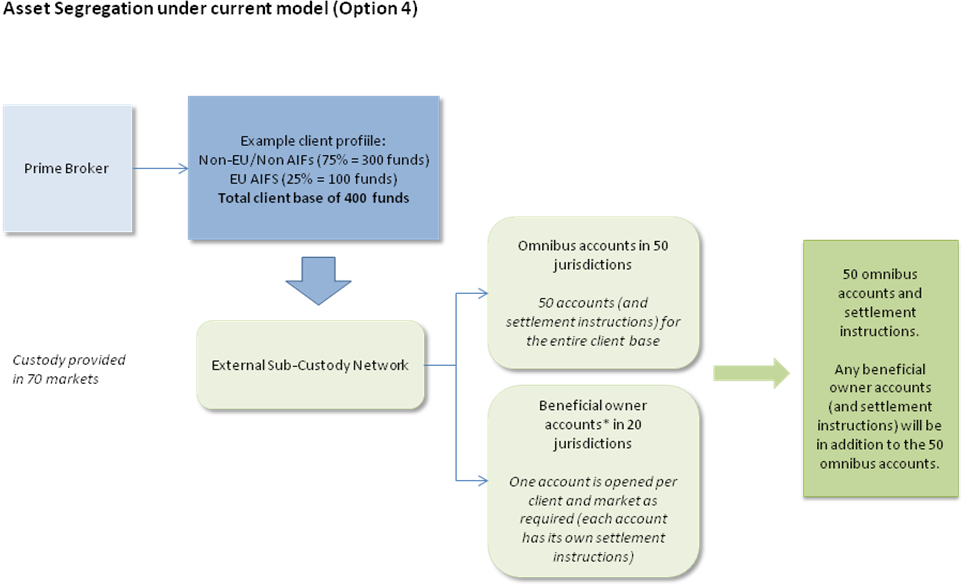 Asset Segregation under current model (Option 4)
Prime Broker
Example client profiile:
Non-EU/Non AIFs (75% = 300 funds)
EU AIFS (25% = 100 funds)
Total client base of 400 funds
Custody provided
in 70 markets
External Sub-Custody Network
Omnibus accounts in 50
jurisdictions
50 accounts (and
settlement instructions) for
the entire client base
Beneficial owner
accounts* in 20
jurisdictions
One account is opened per
client and market as
required (each account
has its own settlement
instructions)
50 omnibus
accounts and
settlement
instructions.
Any beneficial
owner accounts
(and settlement
instructions) will be
in addition to the 50
omnibus accounts.